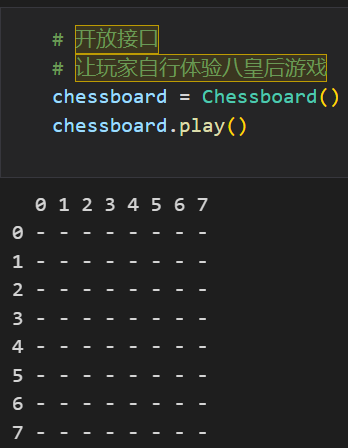 # 开放接口
# 让玩家自行体验八皇后游戏
chessboard = Chessboard()
chessboard.play()
  0 1 2 3 4 5 6 7
0 - - - - - - - -
1 - - - - - - - -
2 - - - - - - - -
3 - - - - - - - -
4 - - - - - - - -
5 - - - - - - - -
6 - - - - - - - -
7 - - - - - - - -